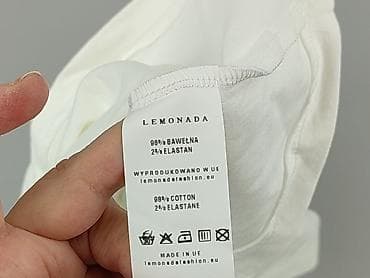 LEMONADA
98% BAWEŁNA
2% ELASTAN
WYPRODUKOWANO W UE
lemonadafashion.eu
98% COTTON
2% ELASTANE
MADE IN UE
lemonadafashion.eu